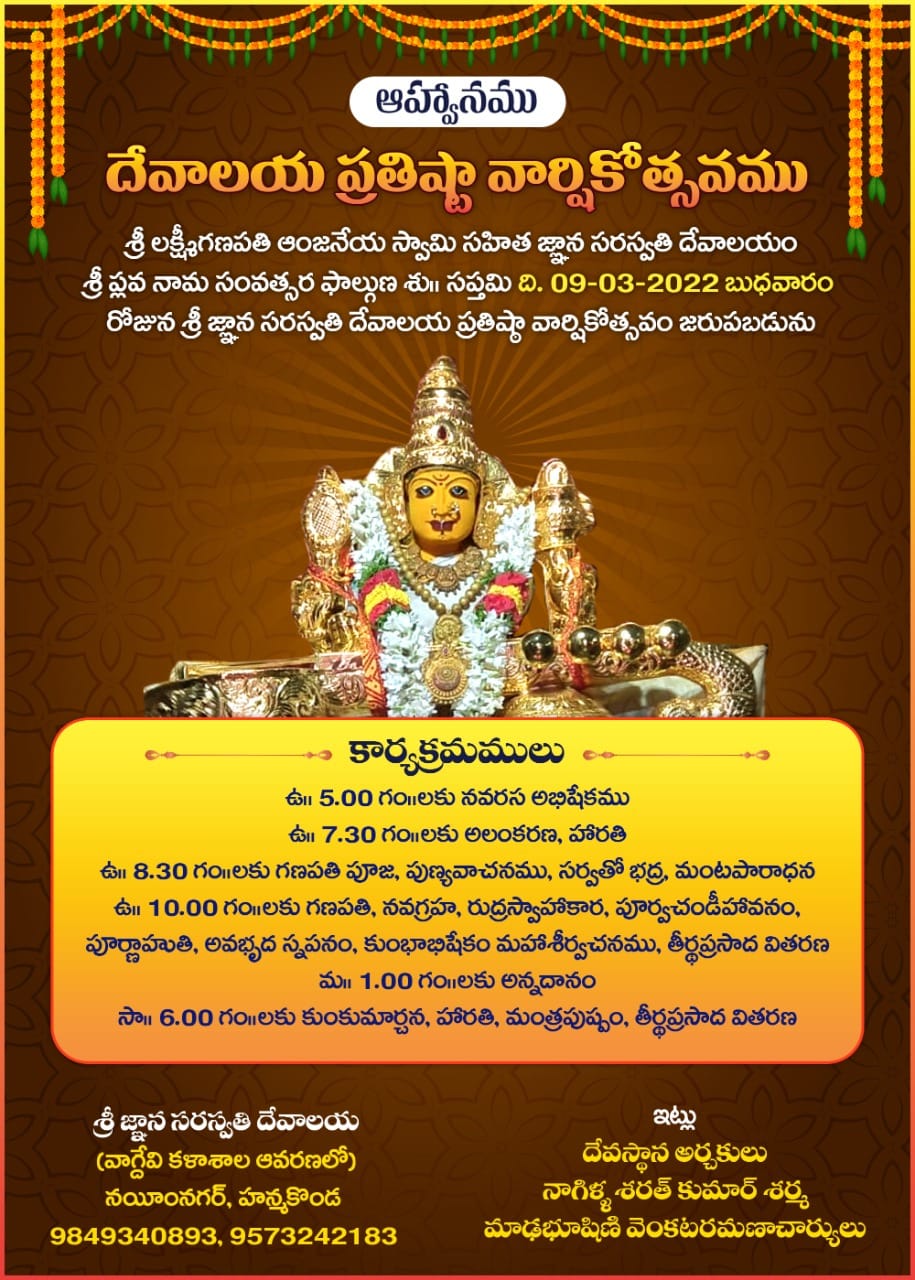 ఆహ్వానము
దేవాలయ ప్రతిష్టా వార్షికోత్సవము
శ్రీ లక్ష్మీగణపతి ఆంజనేయ స్వామి సహిత జ్ఞాన సరస్వతి దేవాలయం
శ్రీ ప్లవ నామ సంవత్సర ఫాల్గుణ శు॥ సప్తమి ది. 09-03-2022 బుధవారం
రోజున శ్రీ జ్ఞాన సరస్వతి దేవాలయ ప్రతిష్ఠా వార్షికోత్సవం జరుపబడును
కార్యక్రమములు
ఉ॥ 5.00 గం॥లకు నవరస అభిషేకము
ఉ॥ 7.30 గం॥లకు అలంకరణ, హారతి
ఉ॥ 8.30 గం॥లకు గణపతి పూజ, పుణ్యవాచనము, సర్వతో భద్ర, మంటపారాధన
ఉ॥ 10.00 గం॥లకు గణపతి, నవగ్రహ, రుద్రస్వాహాకార, పూర్వచండీహావనం,
పూర్ణాహుతి, అవభృద స్నపనం, కుంభాభిషేకం మహాశీర్వచనము, తీర్థప్రసాద వితరణ
మ॥ 1.00 గం॥లకు అన్నదానం
సా॥ 6.00 గం॥లకు కుంకుమార్చన, హారతి, మంత్రపుష్పం, తీర్థప్రసాద వితరణ
శ్రీ జ్ఞాన సరస్వతి దేవాలయ
(వాగ్దేవి కళాశాల ఆవరణలో)
నయీంనగర్, హన్మకొండ
9849340893, 9573242183
ఇట్లు
దేవస్థాన అర్చకులు
నాగిళ్ళ శరత్ కుమార్ శర్మ
మాఢభూషిణి వెంకటరమణాచార్యులు